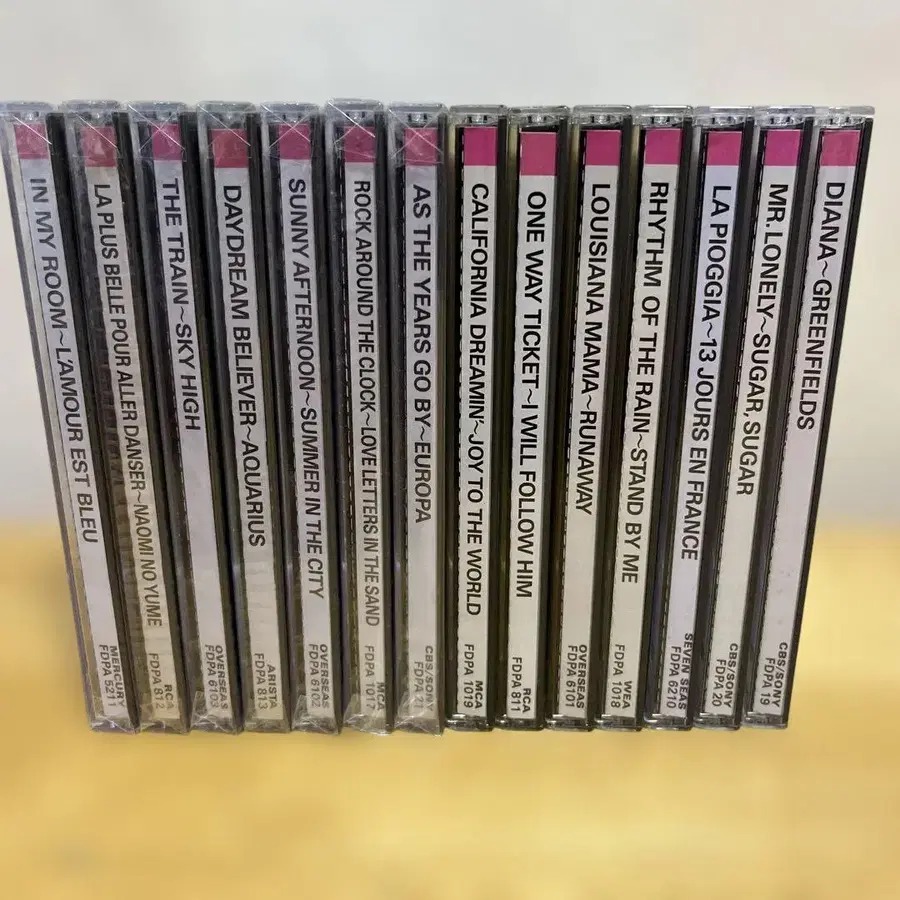 IN MY ROOM~L'AMOUR EST BLEU
MERCURY
FDPA 5211
LA PLUS BELLE POUR ALLER DANSER~NAOMI NO YUME
RCA
FDPA 812
THE TRAIN~SKY HIGH
OVERSEAS
FDPA 6103
DAYDREAM BELIEVER~AQUARIUS
ARISTA
FDPA 813
SUNNY AFTERNOON~SUMMER IN THE CITY
OVERSEAS
FDPA 6102
ROCK AROUND THE CLOCK~LOVE LETTERS IN THE SAND
MCA
FDPA 1017
AS THE YEARS GO BY~EUROPA
CBS/SONY
FDPA 21
CALIFORNIA DREAMIN'~JOY TO THE WORLD
MCA
FDPA 1019
ONE WAY TICKET~I WILL FOLLOW HIM
RCA
FDPA 811
LOUISIANA MAMA~RUNAWAY
OVERSEAS
FDPA 6101
RHYTHM OF THE RAIN~STAND BY ME
WEA
FDPA 1018
LA PIOGGIA~13 JOURS EN FRANCE
SEVEN SEAS
FDPA 6210
MR. LONELY~SUGAR, SUGAR
CBS/SONY
FDPA 20
DIANA~GREENFIELDS
CBS/SONY
FDPA 19